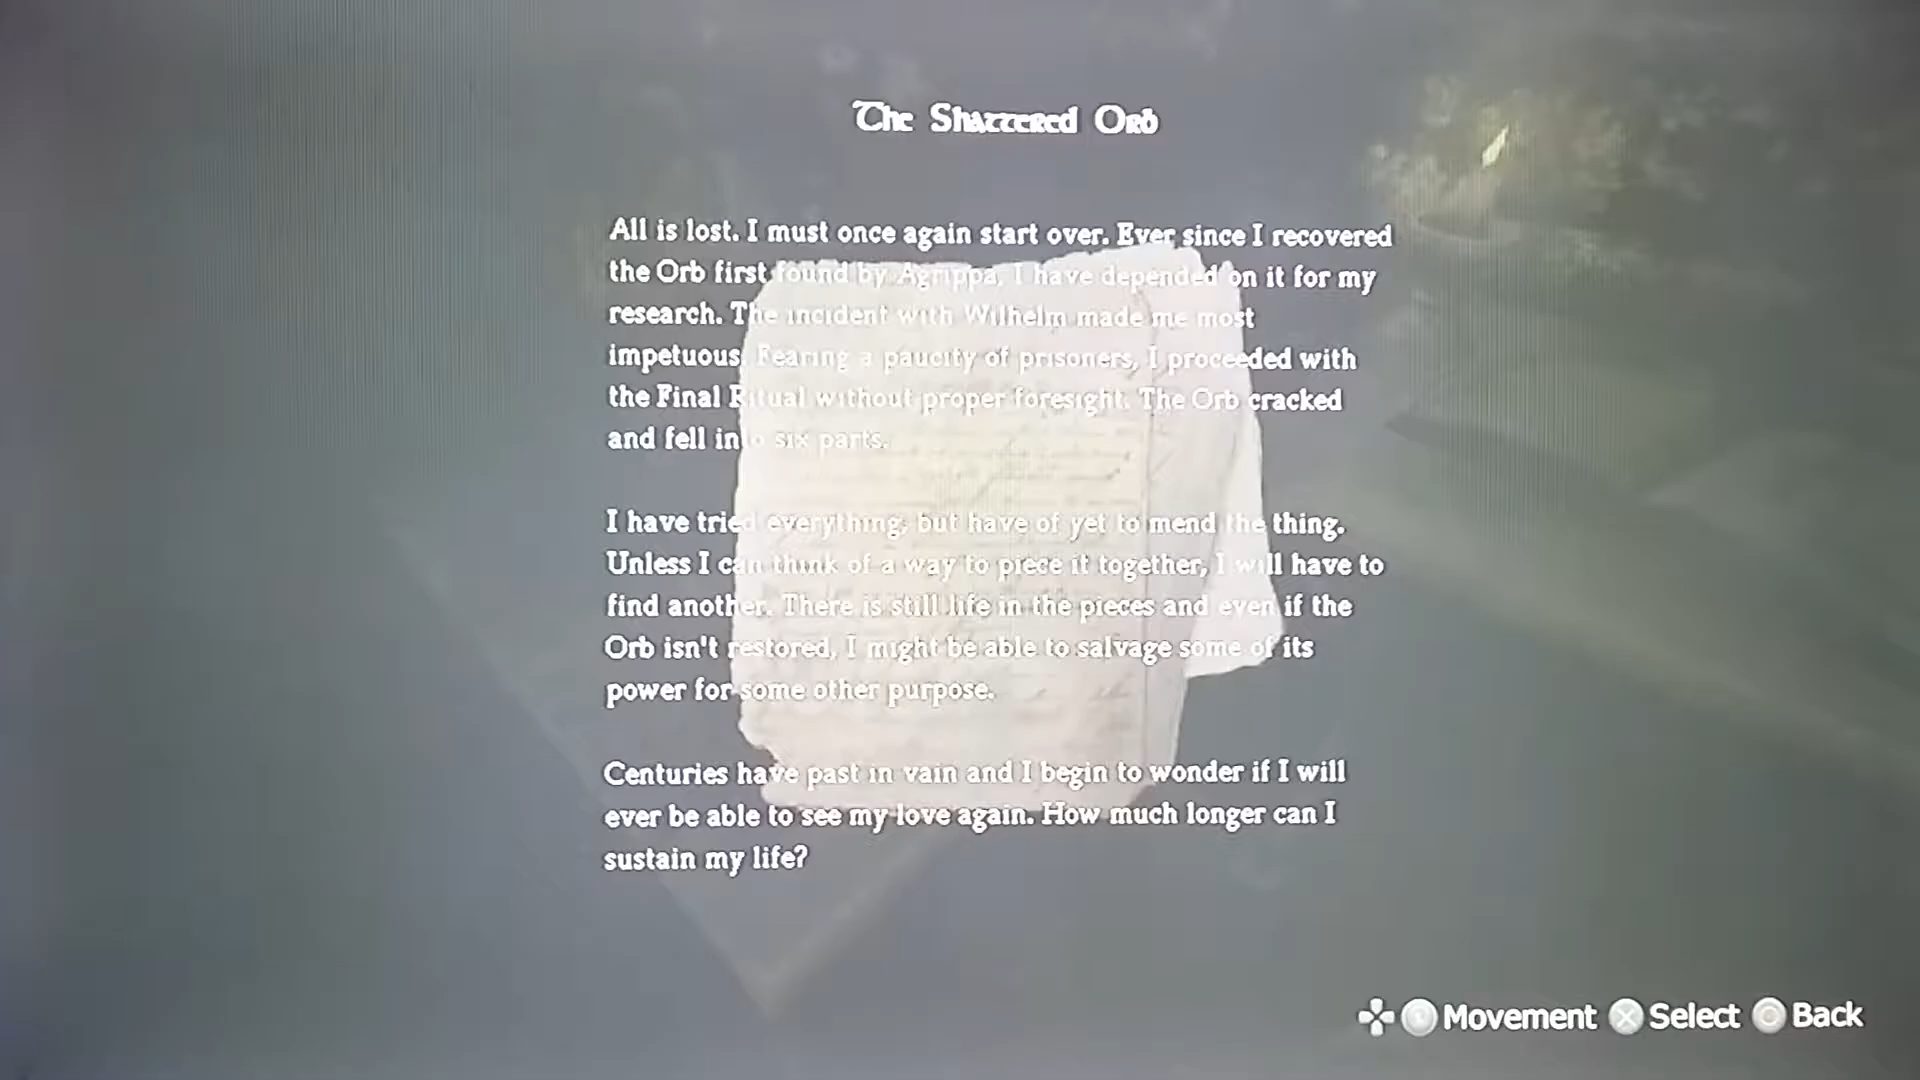 The Shattered Orb
All is lost. I must once again start over. Ever since I recovered
the Orb first found by Agrippa, I have depended on it for my
research. The incident with Wilhelm made me most
impetuous. Fearing a paucity of prisoners, I proceeded with
the Final Ritual without proper foresight. The Orb cracked
and fell into six parts.
I have tried everything, but have of yet to mend the thing.
Unless I can think of a way to piece it together, I will have to
find another. There is still life in the pieces and even if the
Orb isn't restored, I might be able to salvage some of its
power for some other purpose.
Centuries have past in vain and I begin to wonder if I will
ever be able to see my love again. How much longer can I
sustain my life?
Movement Select Back